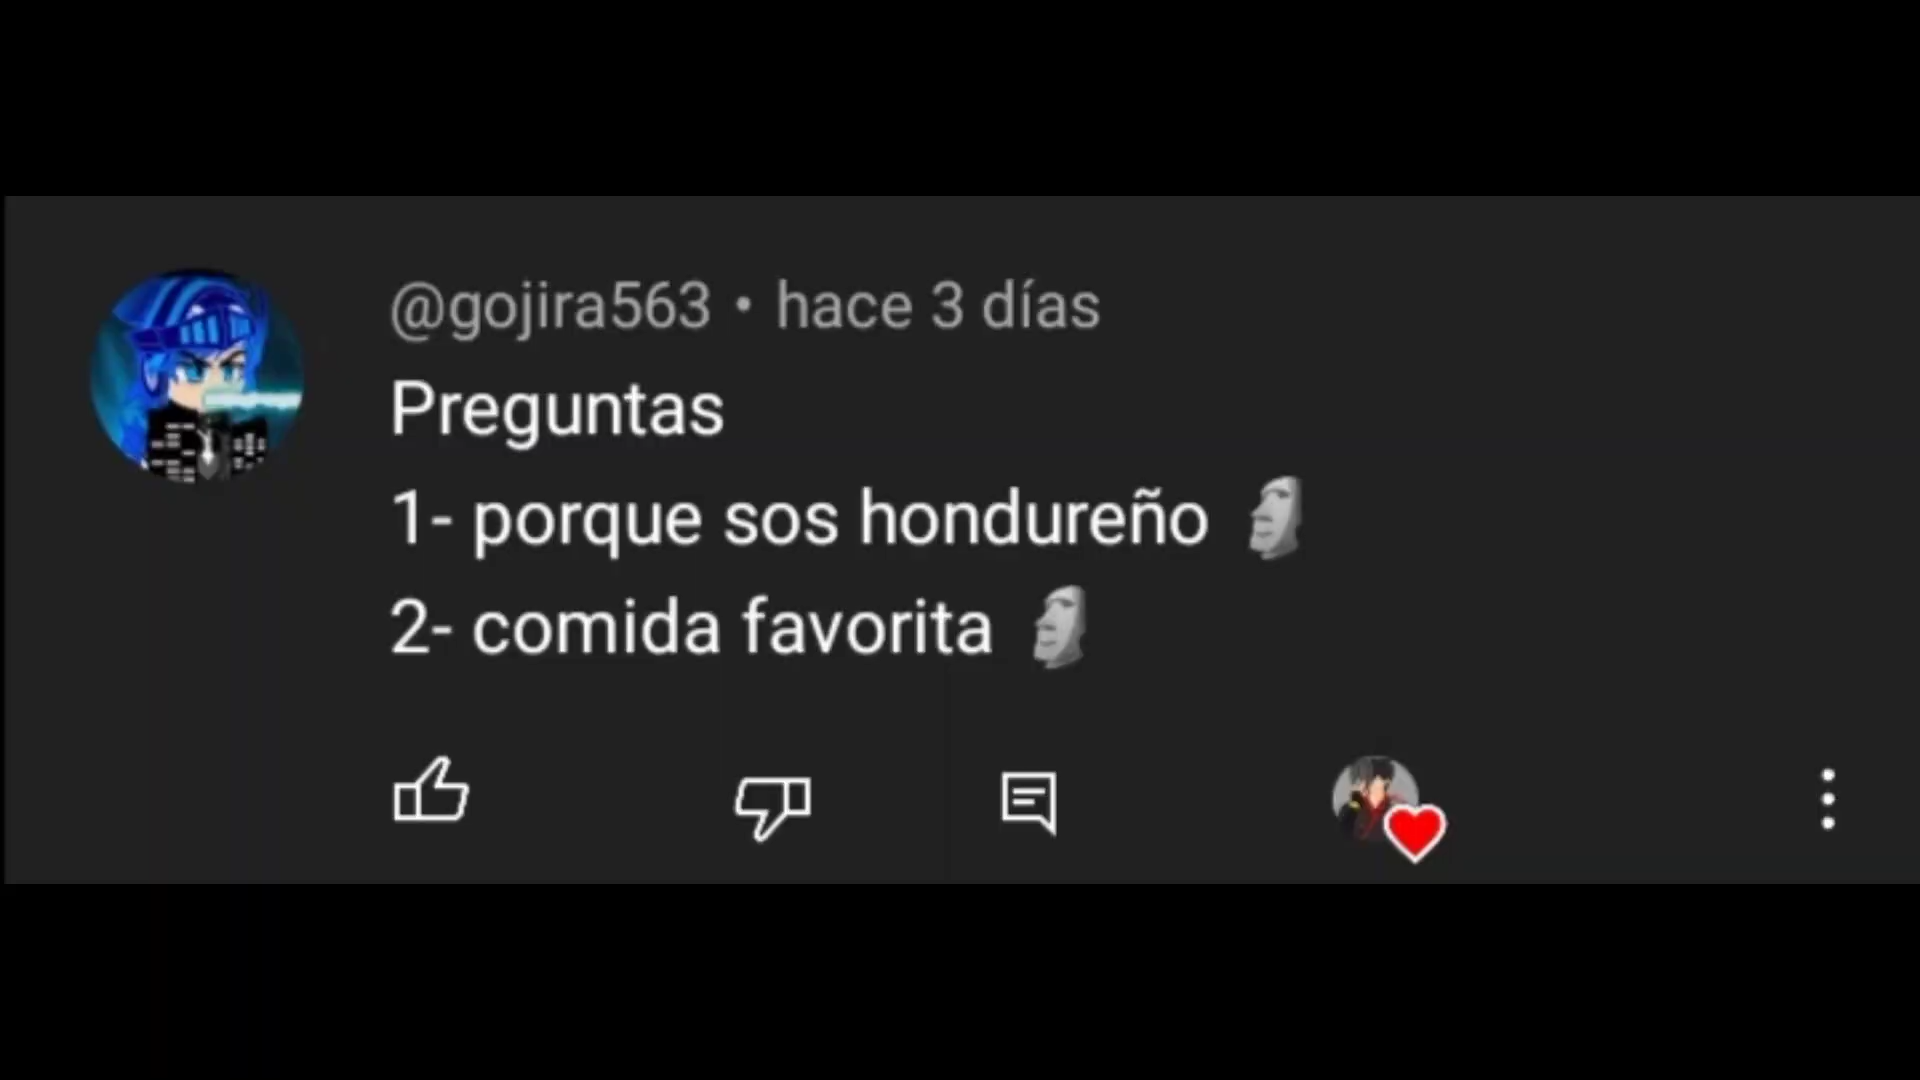 @gojira563 • hace 3 días
Preguntas
1- porque sos hondureño 🗿
2- comida favorita 🗿